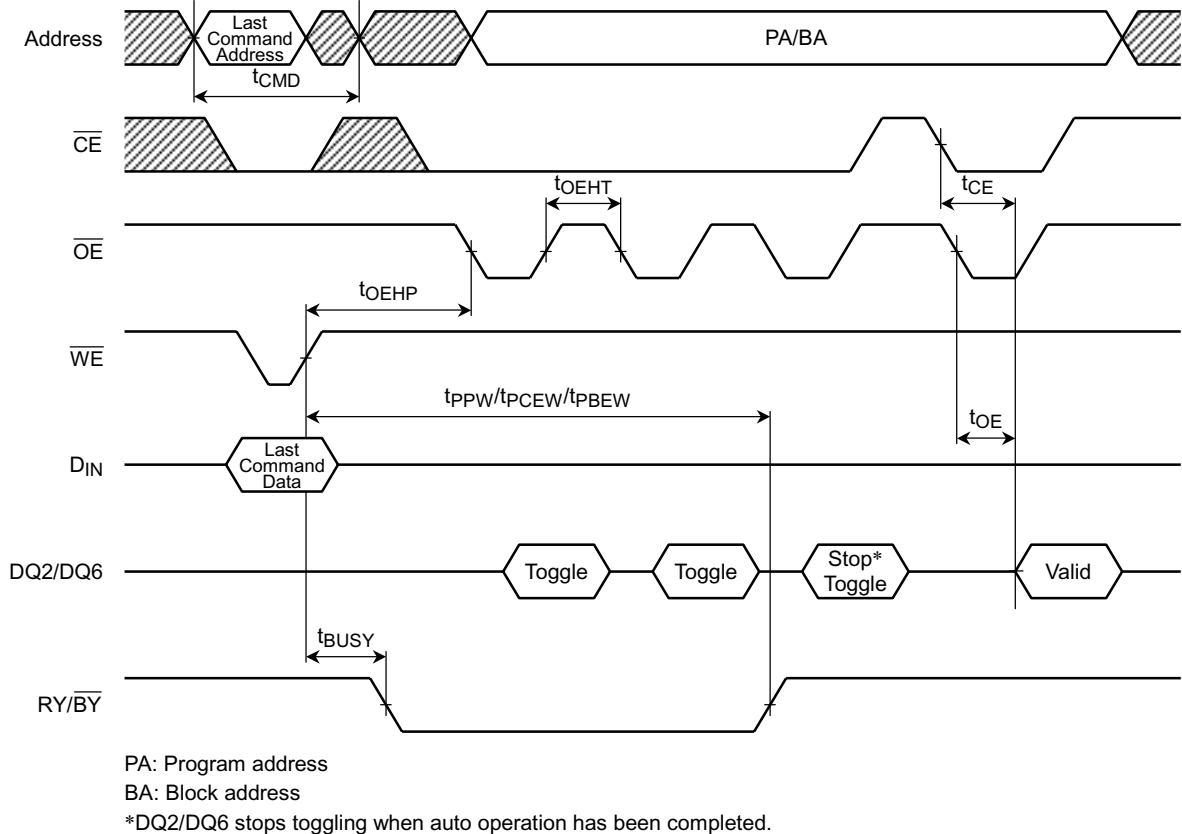 Address
Last
Command
Address
PA/BA
tCMD
CE
tOEHT
tCE
OE
tOEHP
WE
tPPW/tPCEW/tPBEW
tOE
DIN
Last
Command
Data
DQ2/DQ6
Toggle
Toggle
Stop*
Toggle
Valid
tBUSY
RY/BY
PA: Program address
BA: Block address
*DQ2/DQ6 stops toggling when auto operation has been completed.